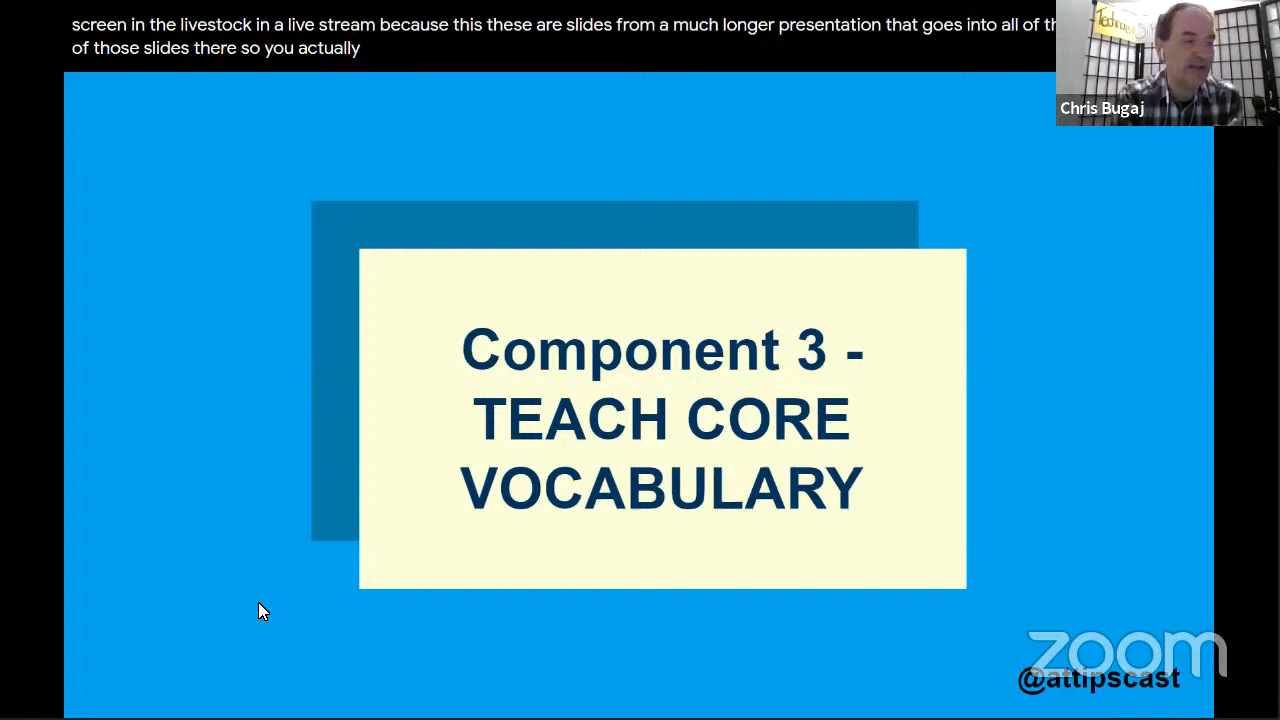 screen in the livestock in a live stream because this these are slides from a much longer presentation that goes into all of
of those slides there so you actually
Chris Bugaj
Component 3 -
TEACH CORE
VOCABULARY
zoom
@attipscast